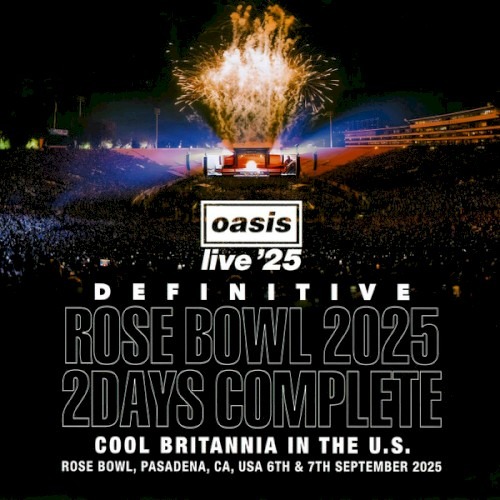 oasis
live '25
DEFINITIVE
ROSE BOWL 2025
2DAYS COMPLETE
COOL BRITANNIA IN THE U.S.
ROSE BOWL, PASADENA, CA, USA 6TH & 7TH SEPTEMBER 2025